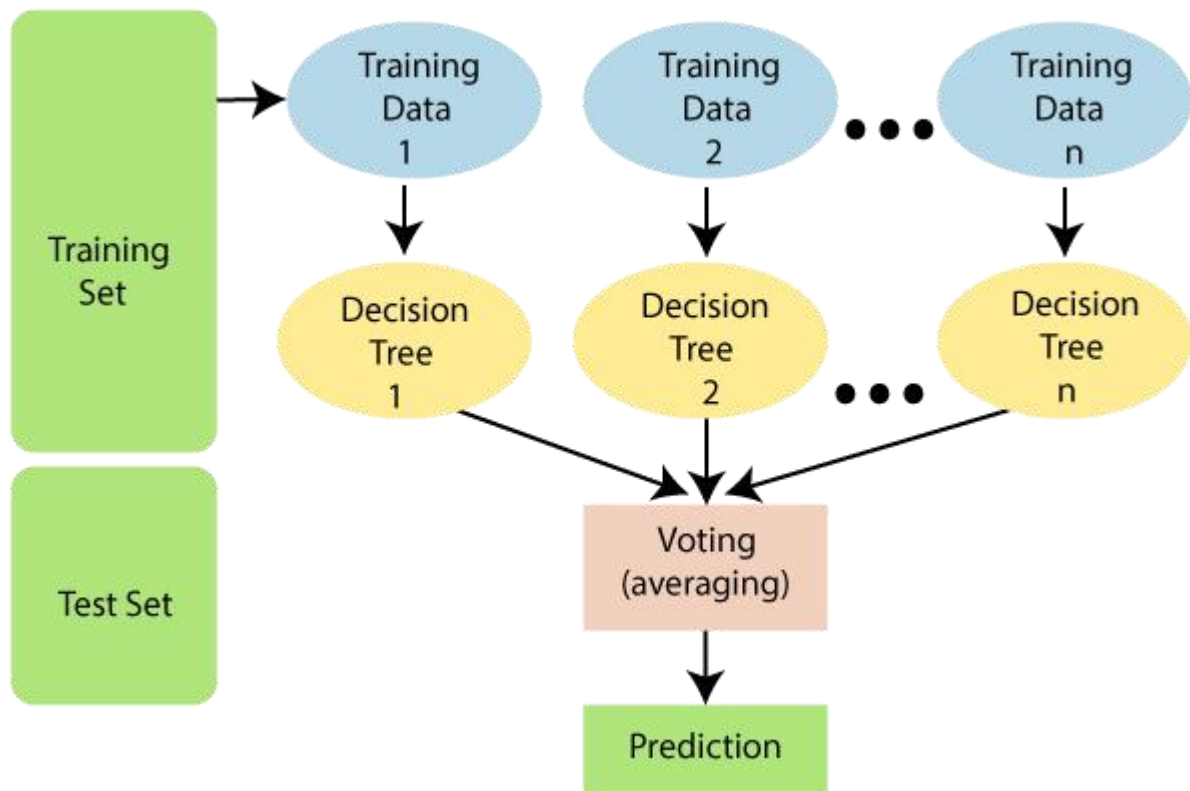 Training
Set
Test Set
Training
Data
1
Training
Data
2
Training
Data
n
Decision
Tree
1
Decision
Tree
2
Decision
Tree
n
Voting
(averaging)
Prediction